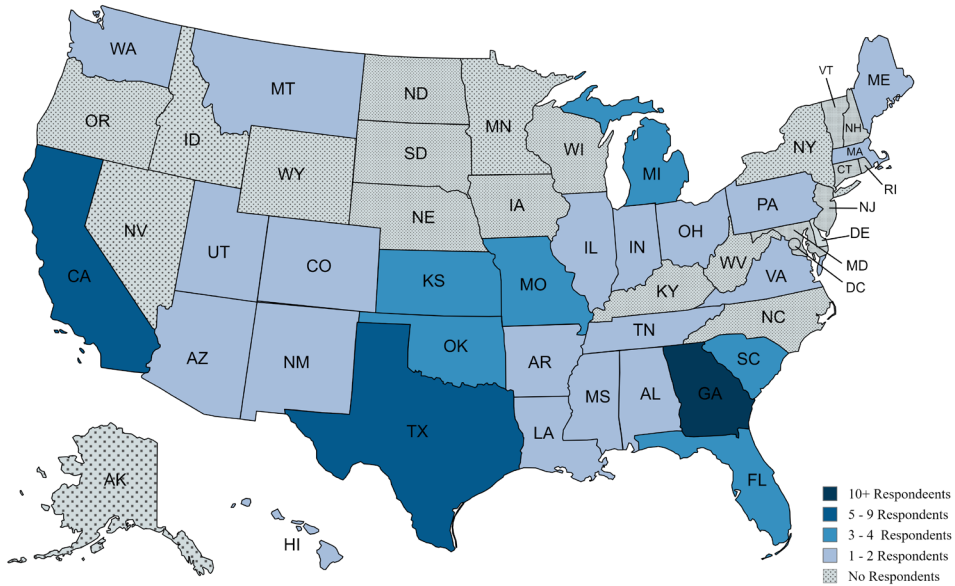 WA
MT
ND
MN
VT
ME
OR
ID
SD
WI
NY
NH
MA
WY
MI
CT
RI
NE
IA
PA
NJ
NV
UT
CO
IL
IN
OH
DE
CA
KS
MO
WV
VA
MD
KY
DC
NC
TN
AZ
NM
OK
AR
SC
MS
AL
GA
TX
LA
FL
AK
HI
10+ Respondeents
5 - 9 Respondents
3 - 4 Respondents
1 - 2 Respondents
No Respondents